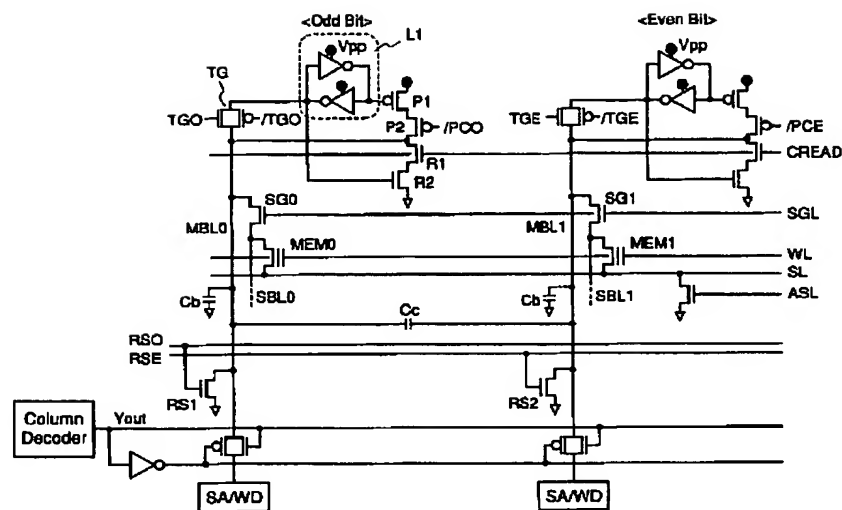 <Odd Bit>
<Even Bit>
L1
Vpp
Vpp
TG
TGO
/TGO
P1
P2
/PCO
TGE
/TGE
/PCE
R1
CREAD
R2
SG0
SG1
SGL
MBL0
MBL1
MEM0
MEM1
WL
SL
SBL0
SBL1
ASL
Cb
Cb
Cc
RSO
RSE
RS1
RS2
Column
Decoder
Yout
SA/WD
SA/WD